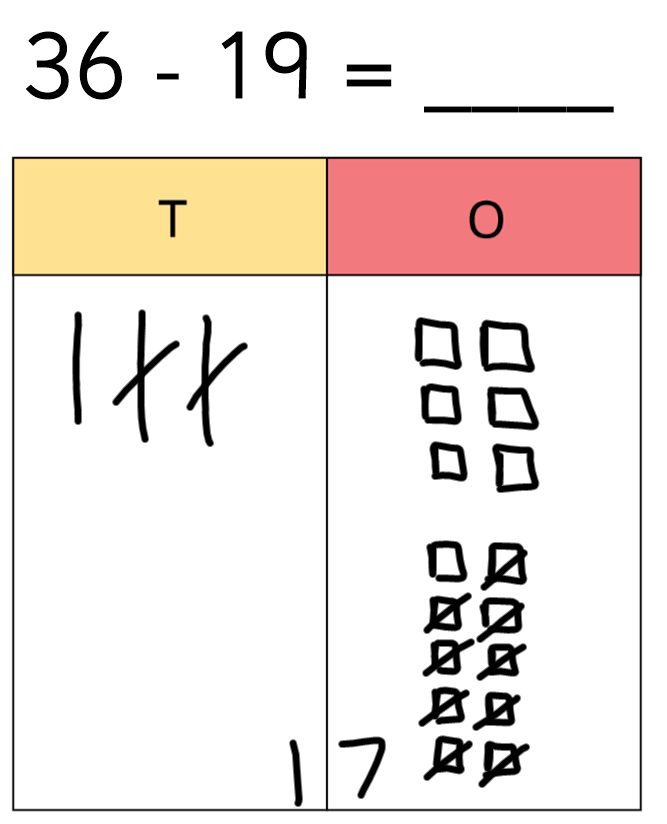 36 - 19 = ____
T O
17